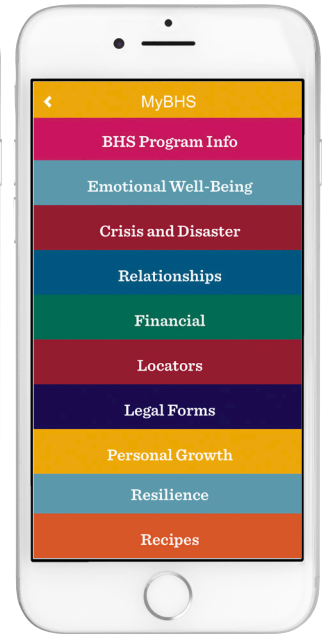 MyBHS
BHS Program Info
Emotional Well-Being
Crisis and Disaster
Relationships
Financial
Locators
Legal Forms
Personal Growth
Resilience
Recipes